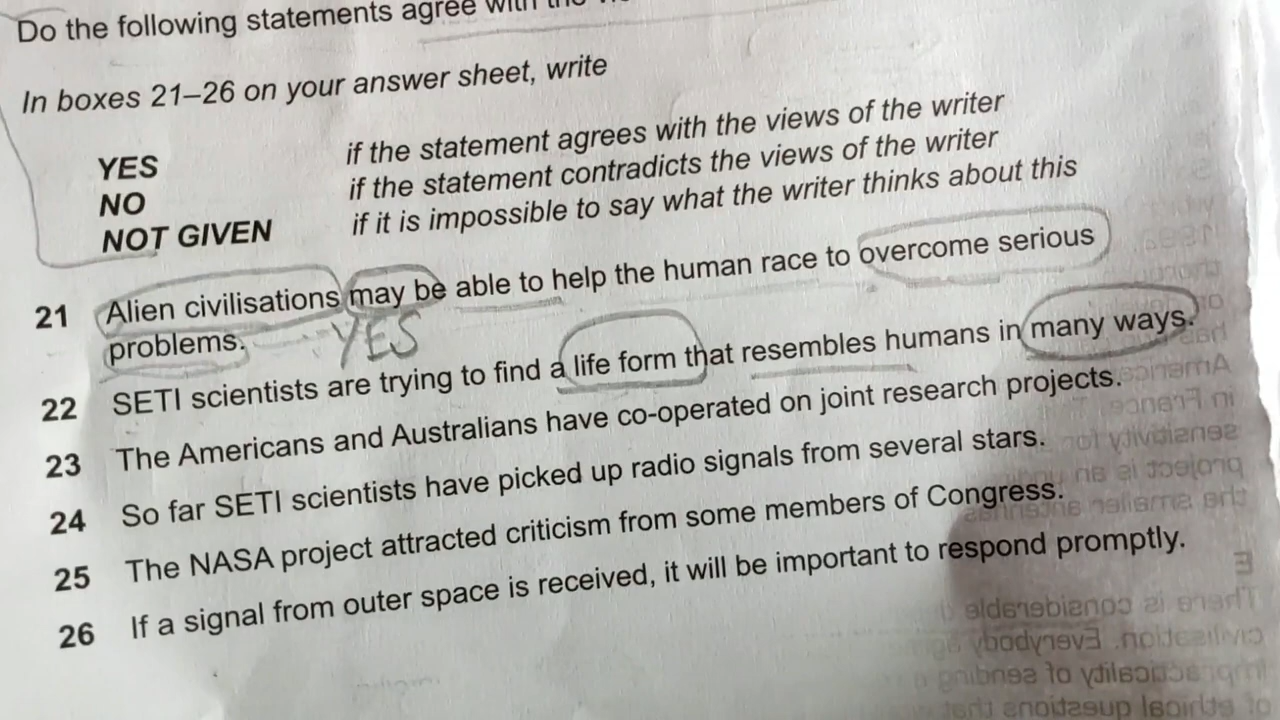 Do the following statements agree with the
In boxes 21–26 on your answer sheet, write
YES if the statement agrees with the views of the writer
NO if the statement contradicts the views of the writer
NOT GIVEN if it is impossible to say what the writer thinks about this
21 Alien civilisations may be able to help the human race to overcome serious
problems. YES
22 SETI scientists are trying to find a life form that resembles humans in many ways.
23 The Americans and Australians have co-operated on joint research projects.
24 So far SETI scientists have picked up radio signals from several stars.
25 The NASA project attracted criticism from some members of Congress.
26 If a signal from outer space is received, it will be important to respond promptly.